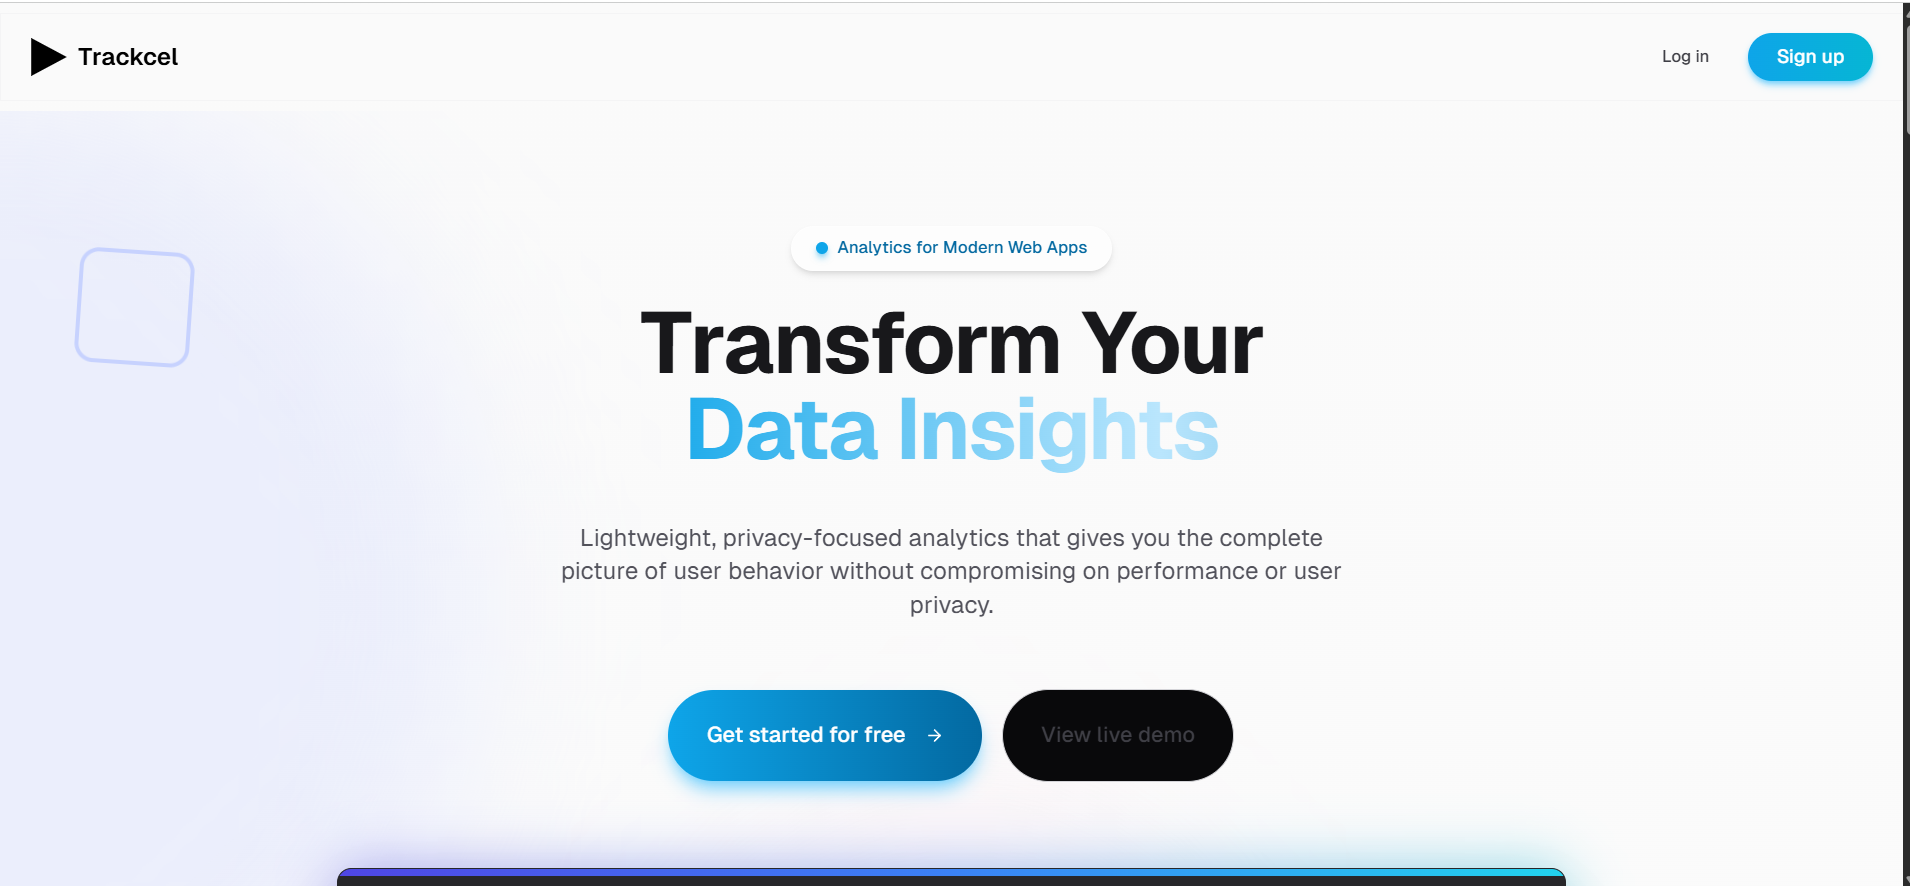 Trackcel
Log in
Sign up
Analytics for Modern Web Apps
Transform Your
Data Insights
Lightweight, privacy-focused analytics that gives you the complete
picture of user behavior without compromising on performance or user
privacy.
Get started for free →
View live demo